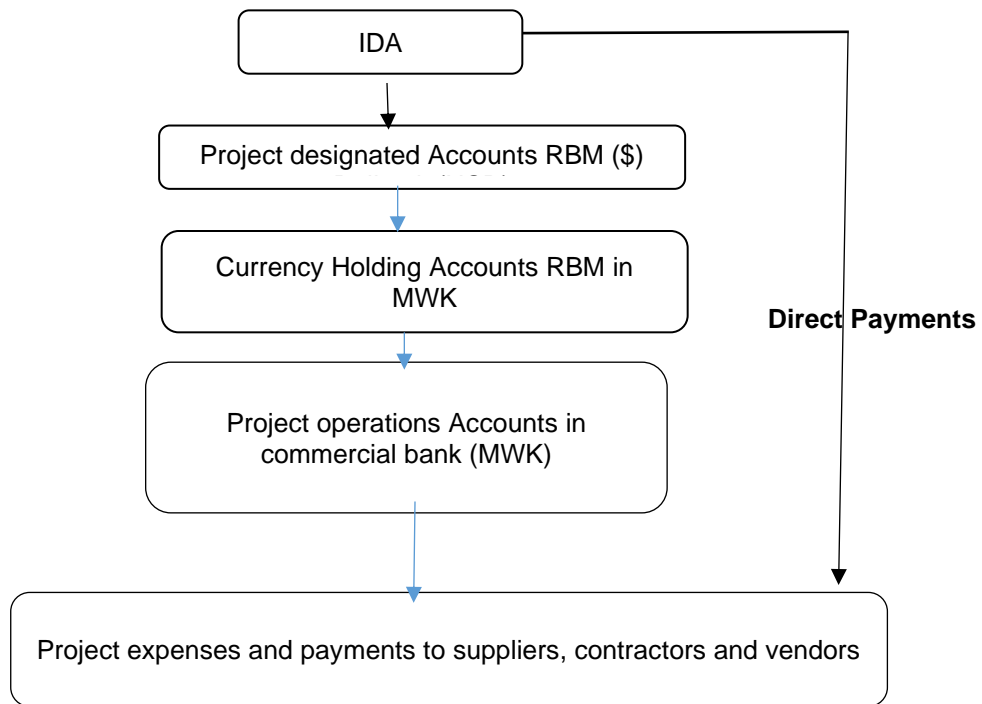 IDA
Project designated Accounts RBM ($)
Currency Holding Accounts RBM in
MWK
Direct Payments
Project operations Accounts in
commercial bank (MWK)
Project expenses and payments to suppliers, contractors and vendors